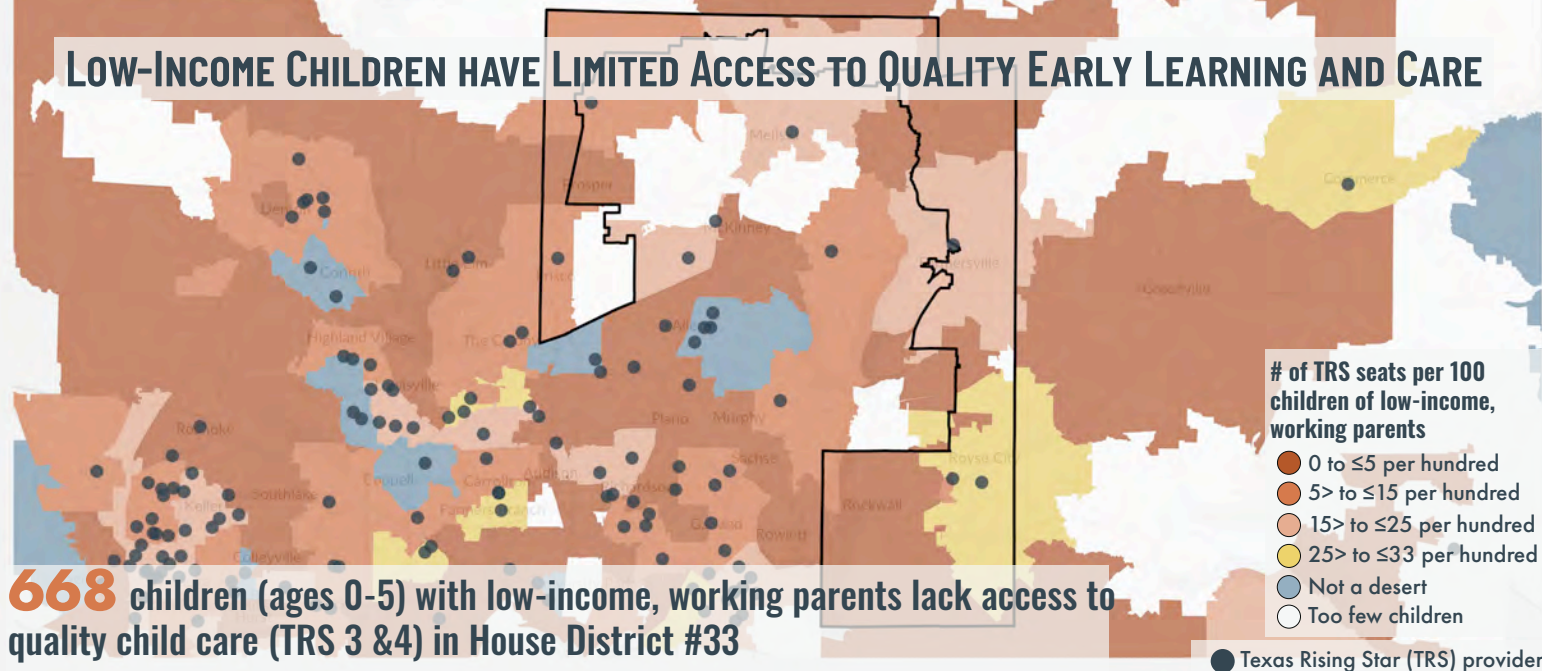 LOW-INCOME CHILDREN HAVE LIMITED ACCESS TO QUALITY EARLY LEARNING AND CARE
Melissa
Prosper
Denton
McKinney
Commerce
Corinth
Little Elm
Frisco
Farmersville
Greenville
Highland Village
The Colony
Allen
Lewisville
Plano
Murphy
Roanoke
Sachse
Royse City
Coppell
Carrollton
Addison
Richardson
Southlake
Keller
Farmers Branch
Garland
Rowlett
Rockwall
Colleyville
# of TRS seats per 100
children of low-income,
working parents
0 to ≤5 per hundred
5> to ≤15 per hundred
15> to ≤25 per hundred
25> to ≤33 per hundred
Not a desert
Too few children
Texas Rising Star (TRS) provider
668 children (ages 0-5) with low-income, working parents lack access to
quality child care (TRS 3 &4) in House District #33